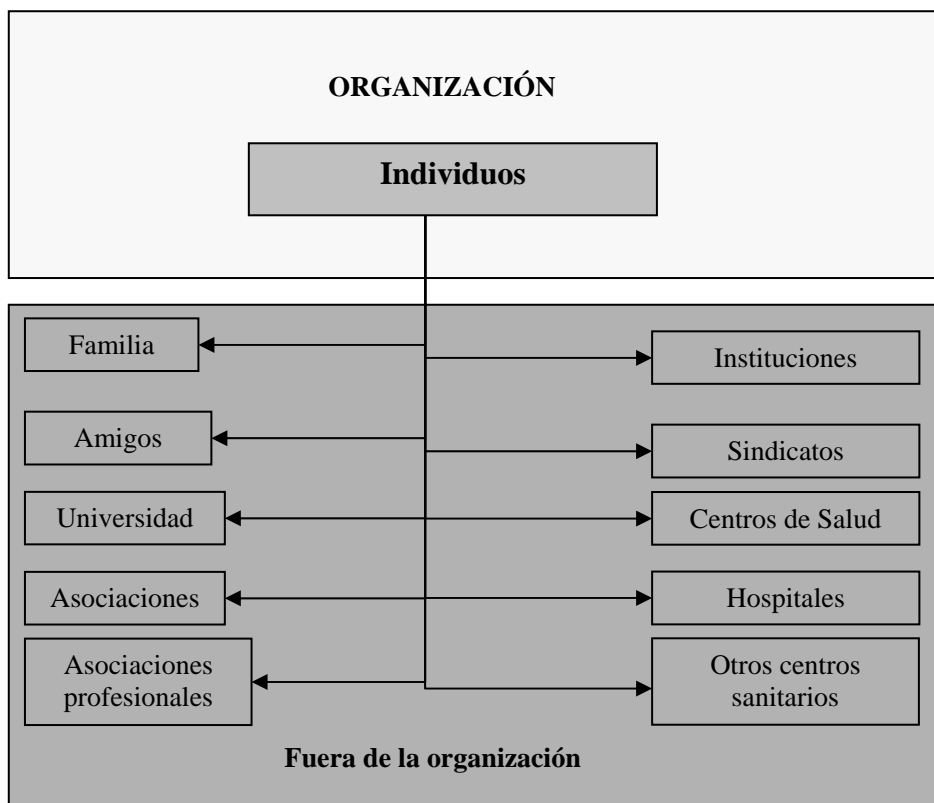 ORGANIZACIÓN
Individuos
Familia
Instituciones
Amigos
Sindicatos
Universidad
Centros de Salud
Asociaciones
Hospitales
Asociaciones
profesionales
Otros centros
sanitarios
Fuera de la organización